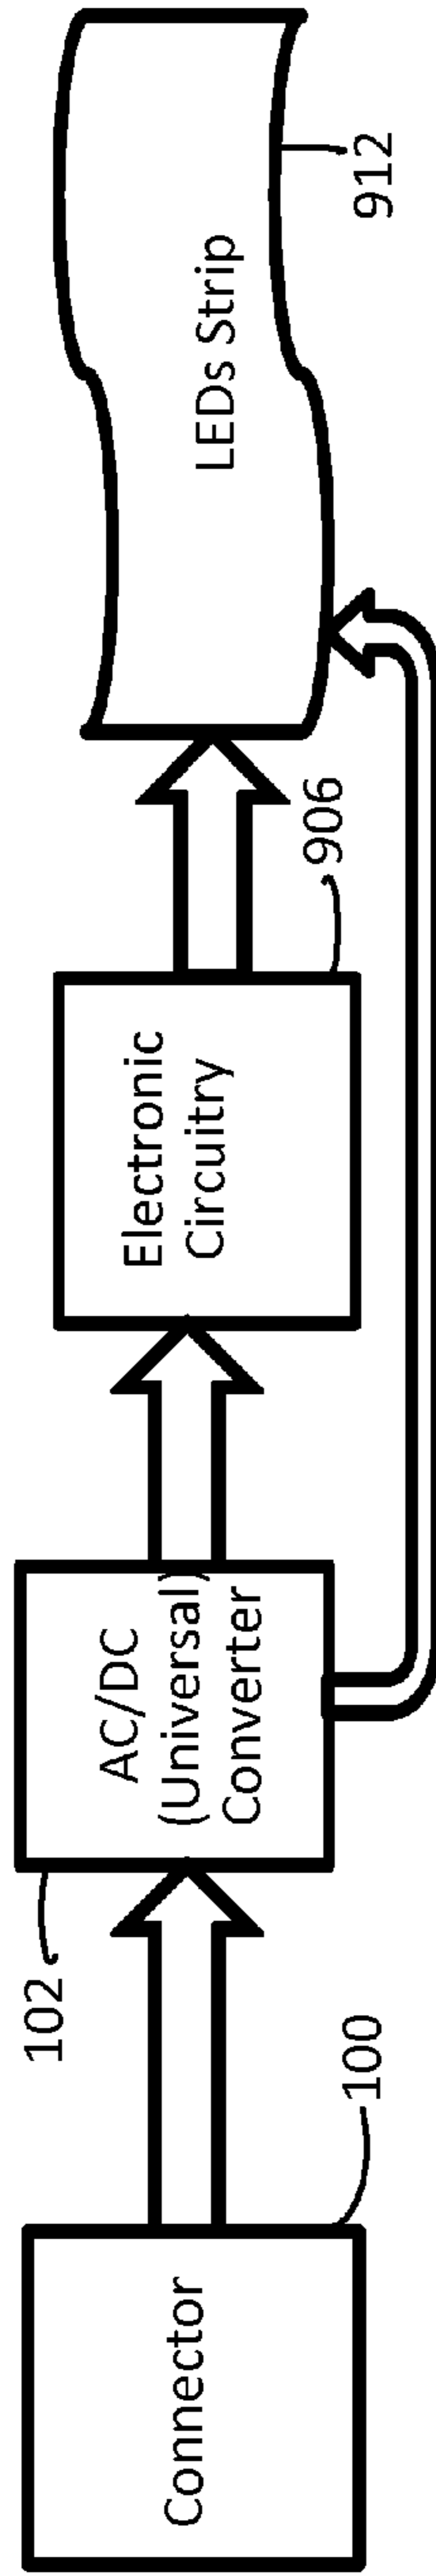 Connector
100
102
AC/DC
(Universal)
Converter
Electronic
Circuitry
906
LEDs Strip
912